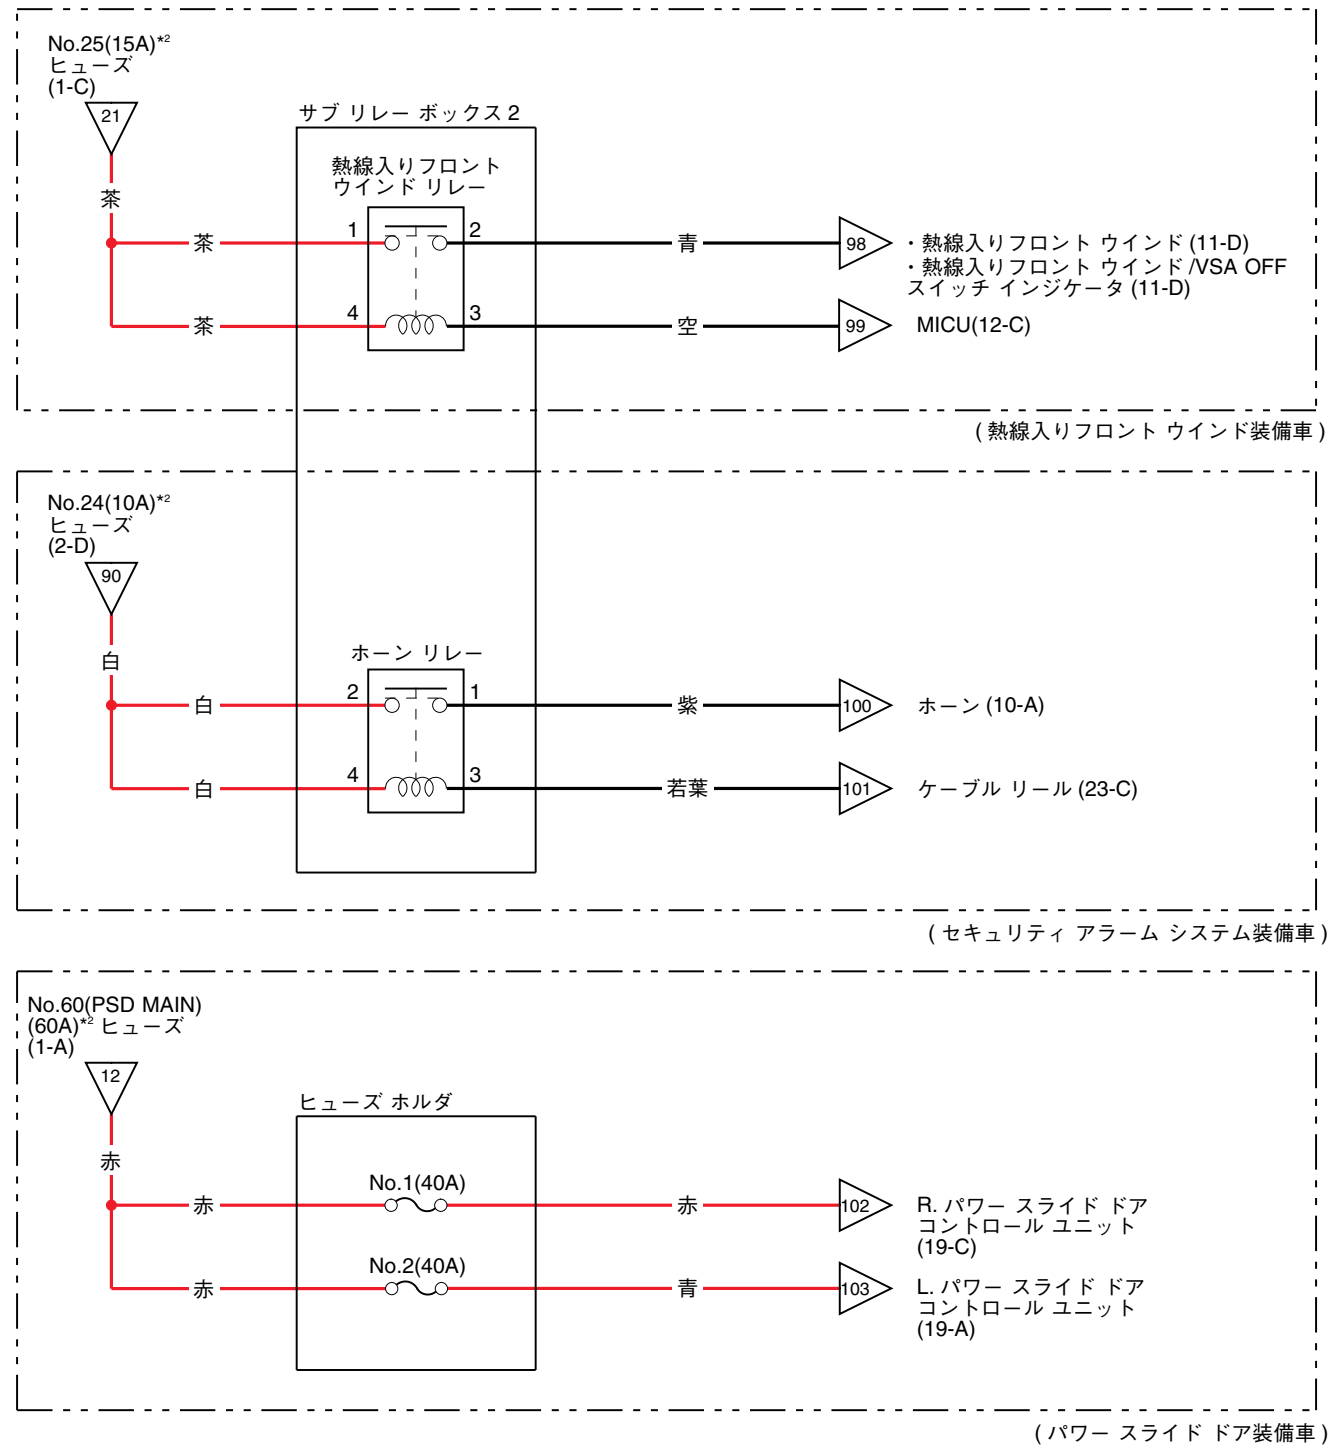 No.25(15A)*2
ヒューズ
(1-C)
21
サブ リレー ボックス 2
熱線入りフロント
ウインド リレー
茶
茶
1
2
青
98
・熱線入りフロント ウインド (11-D)
・熱線入りフロント ウインド /VSA OFF
スイッチ インジケータ (11-D)
茶
4
3
空
99
MICU(12-C)
( 熱線入りフロント ウインド装備車 )
No.24(10A)*2
ヒューズ
(2-D)
90
白
ホーン リレー
白
2
1
紫
100
ホーン (10-A)
白
4
3
若葉
101
ケーブル リール (23-C)
( セキュリティ アラーム システム装備車 )
No.60(PSD MAIN)
(60A)*2 ヒューズ
(1-A)
12
ヒューズ ホルダ
赤
No.1(40A)
赤
赤
102
R. パワー スライド ドア
コントロール ユニット
(19-C)
No.2(40A)
赤
青
103
L. パワー スライド ドア
コントロール ユニット
(19-A)
( パワー スライド ドア装備車 )